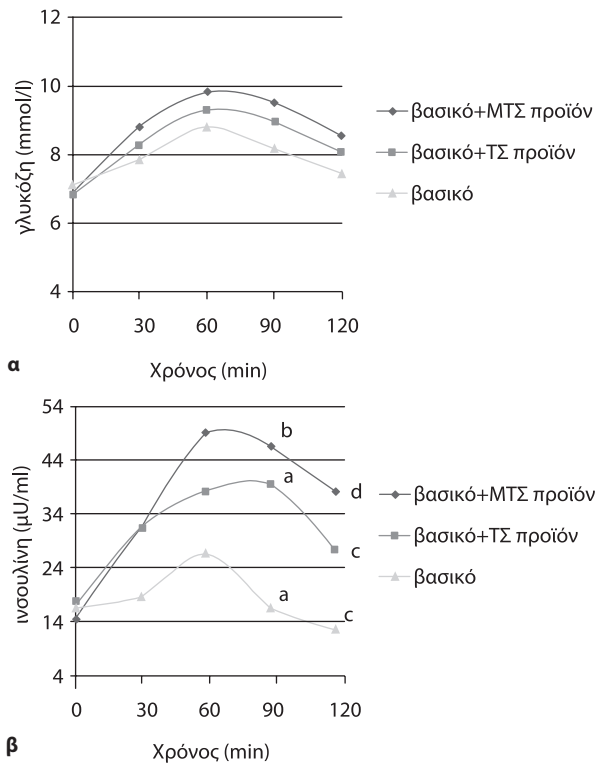 12
10
8
6
4
γλυκόζη (mmol/l)
0 30 60 90 120
Χρόνος (min)
βασικό+ΜΤΣ προϊόν
βασικό+ΤΣ προϊόν
βασικό
α
54
44
34
24
14
4
ινσουλίνη (μU/ml)
b
a
d
c
a
c
0 30 60 90 120
Χρόνος (min)
βασικό+ΜΤΣ προϊόν
βασικό+ΤΣ προϊόν
βασικό
β